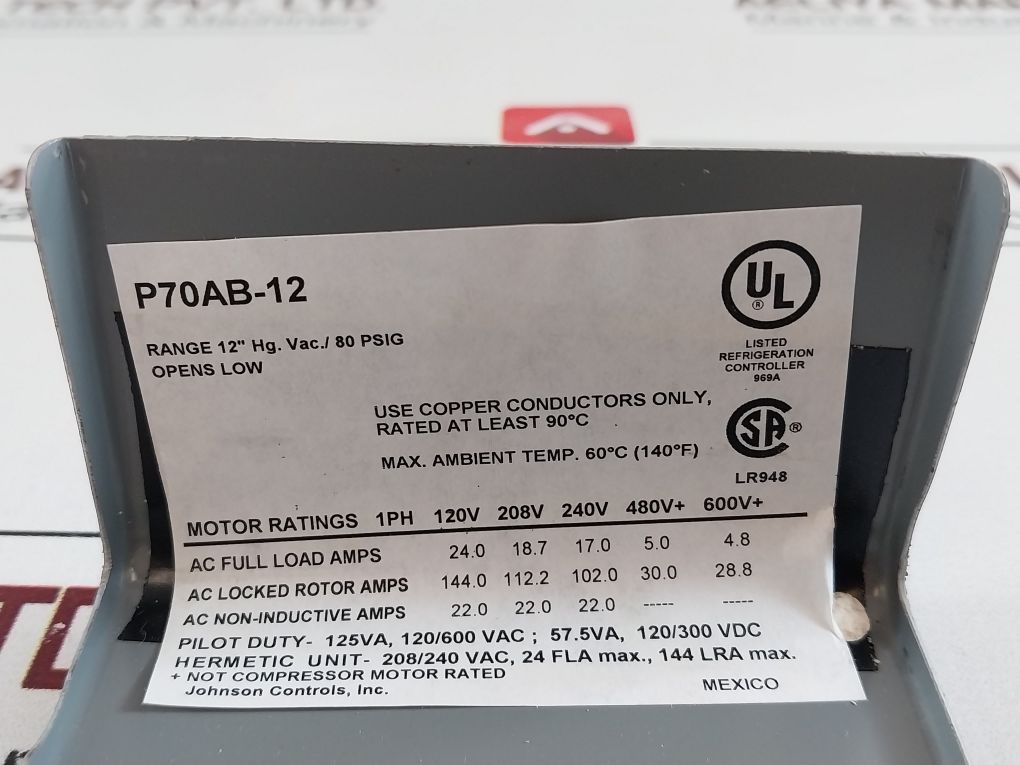 P70AB-12
RANGE 12" Hg. Vac./ 80 PSIG
OPENS LOW
UL ®
LISTED
REFRIGERATION
CONTROLLER
969A
USE COPPER CONDUCTORS ONLY,
RATED AT LEAST 90°C
MAX. AMBIENT TEMP. 60°C (140°F)
SA ®
LR948
MOTOR RATINGS 1PH 120V 208V 240V 480V+ 600V+
AC FULL LOAD AMPS 24.0 18.7 17.0 5.0 4.8
AC LOCKED ROTOR AMPS 144.0 112.2 102.0 30.0 28.8
AC NON-INDUCTIVE AMPS 22.0 22.0 22.0 ----- -----
PILOT DUTY- 125VA, 120/600 VAC ; 57.5VA, 120/300 VDC
HERMETIC UNIT- 208/240 VAC, 24 FLA max., 144 LRA max.
+ NOT COMPRESSOR MOTOR RATED
Johnson Controls, Inc. MEXICO